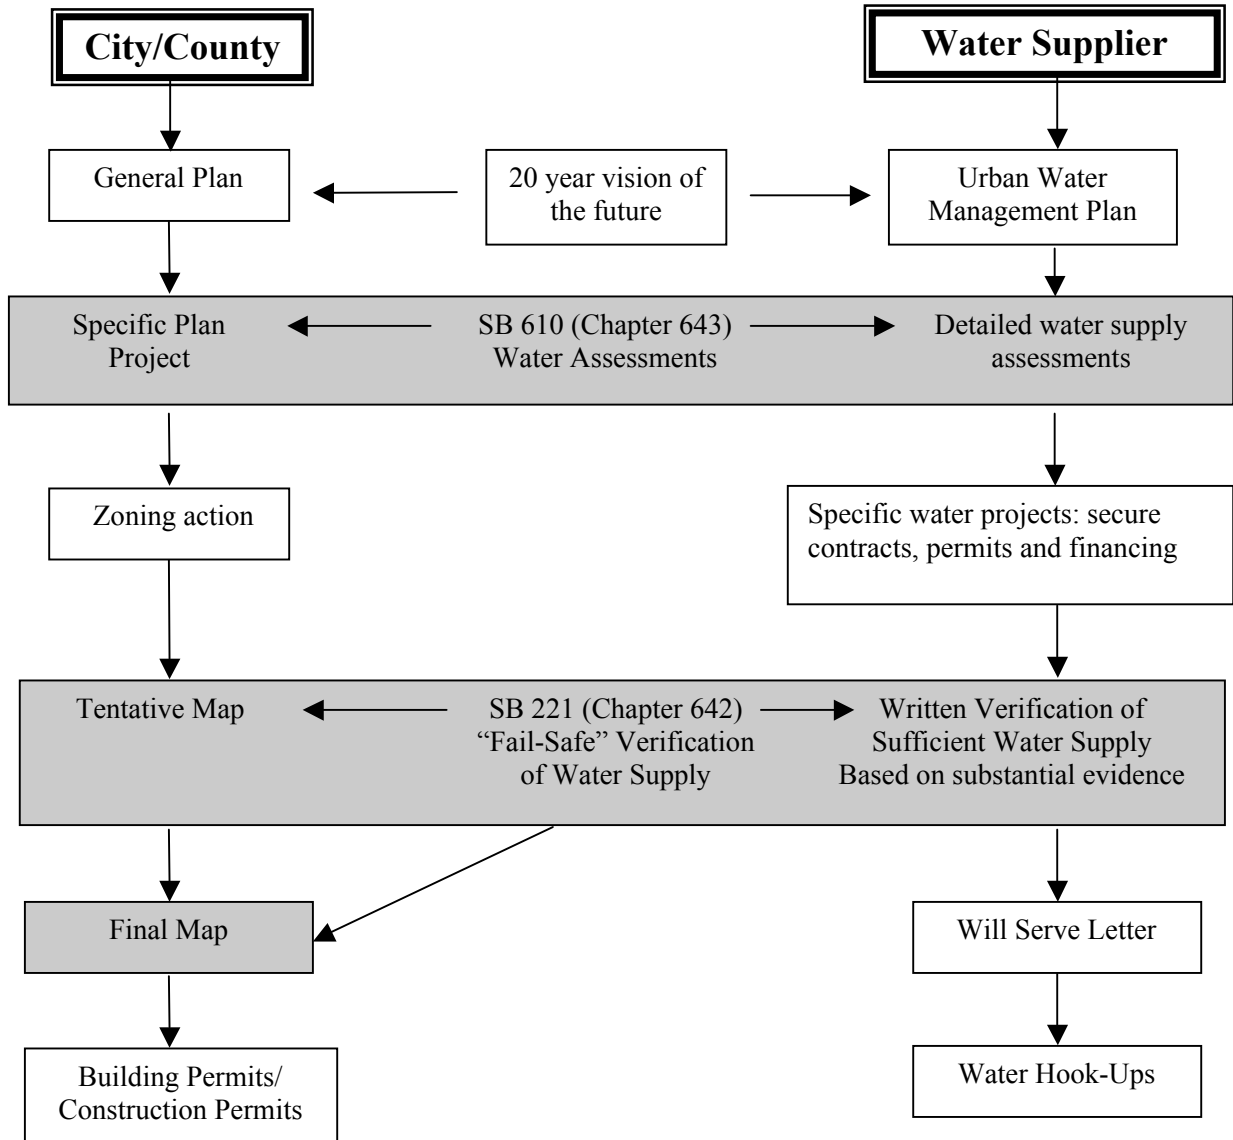 City/County
Water Supplier
General Plan
20 year vision of
the future
Urban Water
Management Plan
Specific Plan
Project
SB 610 (Chapter 643)
Water Assessments
Detailed water supply
assessments
Zoning action
Specific water projects: secure
contracts, permits and financing
Tentative Map
SB 221 (Chapter 642)
“Fail-Safe” Verification
of Water Supply
Written Verification of
Sufficient Water Supply
Based on substantial evidence
Final Map
Will Serve Letter
Building Permits/
Construction Permits
Water Hook-Ups